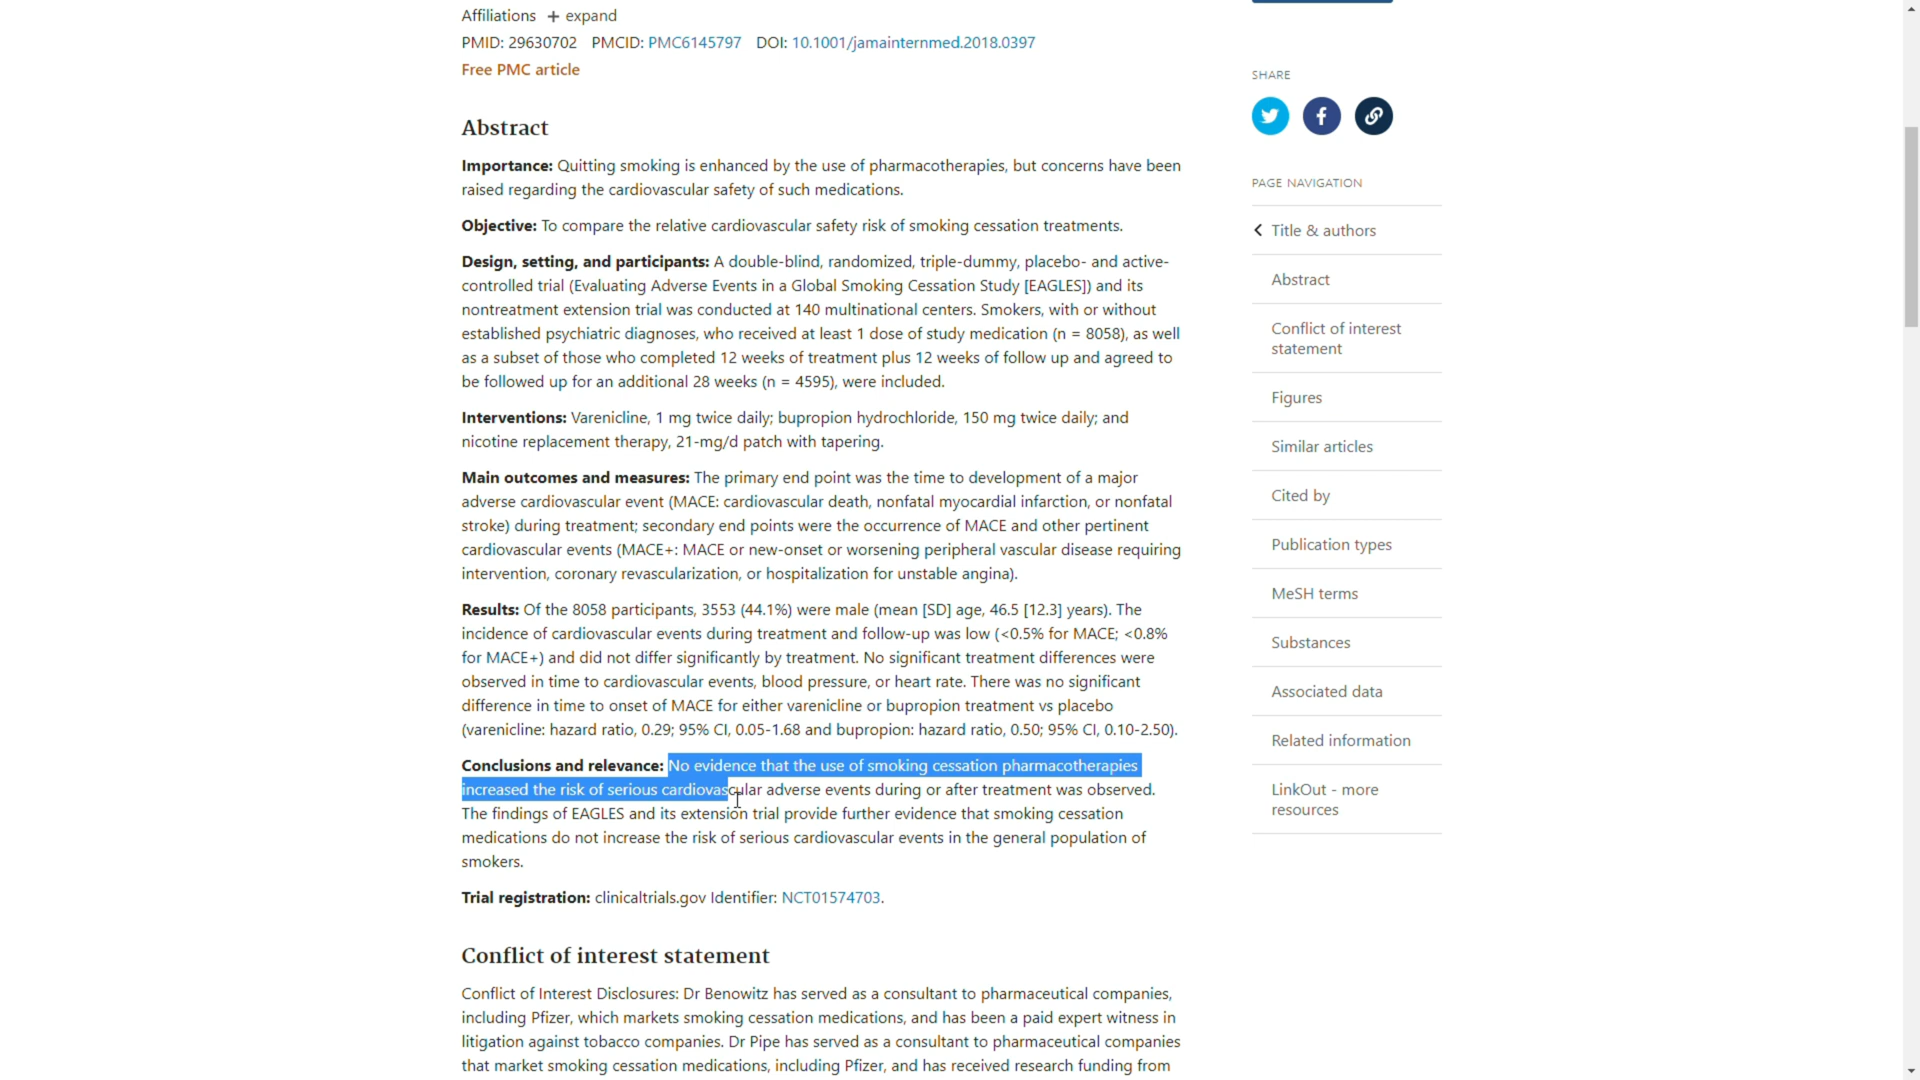 Affiliations + expand
PMID: 29630702 PMCID: PMC6145797 DOI: 10.1001/jamainternmed.2018.0397
Free PMC article
Abstract
Importance: Quitting smoking is enhanced by the use of pharmacotherapies, but concerns have been
raised regarding the cardiovascular safety of such medications.
Objective: To compare the relative cardiovascular safety risk of smoking cessation treatments.
Design, setting, and participants: A double-blind, randomized, triple-dummy, placebo- and active-
controlled trial (Evaluating Adverse Events in a Global Smoking Cessation Study [EAGLES]) and its
nontreatment extension trial was conducted at 140 multinational centers. Smokers, with or without
established psychiatric diagnoses, who received at least 1 dose of study medication (n = 8058), as well
as a subset of those who completed 12 weeks of treatment plus 12 weeks of follow up and agreed to
be followed up for an additional 28 weeks (n = 4595), were included.
Interventions: Varenicline, 1 mg twice daily; bupropion hydrochloride, 150 mg twice daily; and
nicotine replacement therapy, 21-mg/d patch with tapering.
Main outcomes and measures: The primary end point was the time to development of a major
adverse cardiovascular event (MACE: cardiovascular death, nonfatal myocardial infarction, or nonfatal
stroke) during treatment; secondary end points were the occurrence of MACE and other pertinent
cardiovascular events (MACE+: MACE or new-onset or worsening peripheral vascular disease requiring
intervention, coronary revascularization, or hospitalization for unstable angina).
Results: Of the 8058 participants, 3553 (44.1%) were male (mean [SD] age, 46.5 [12.3] years). The
incidence of cardiovascular events during treatment and follow-up was low (<0.5% for MACE; <0.8%
for MACE+) and did not differ significantly by treatment. No significant treatment differences were
observed in time to cardiovascular events, blood pressure, or heart rate. There was no significant
difference in time to onset of MACE for either varenicline or bupropion treatment vs placebo
(varenicline: hazard ratio, 0.29; 95% CI, 0.05-1.68 and bupropion: hazard ratio, 0.50; 95% CI, 0.10-2.50).
Conclusions and relevance: No evidence that the use of smoking cessation pharmacotherapies
increased the risk of serious cardiovascular adverse events during or after treatment was observed.
The findings of EAGLES and its extension trial provide further evidence that smoking cessation
medications do not increase the risk of serious cardiovascular events in the general population of
smokers.
Trial registration: clinicaltrials.gov Identifier: NCT01574703.
Conflict of interest statement
Conflict of Interest Disclosures: Dr Benowitz has served as a consultant to pharmaceutical companies,
including Pfizer, which markets smoking cessation medications, and has been a paid expert witness in
litigation against tobacco companies. Dr Pipe has served as a consultant to pharmaceutical companies
that market smoking cessation medications, including Pfizer, and has received research funding from
SHARE
PAGE NAVIGATION
Title & authors
Abstract
Conflict of interest
statement
Figures
Similar articles
Cited by
Publication types
MeSH terms
Substances
Associated data
Related information
LinkOut - more
resources